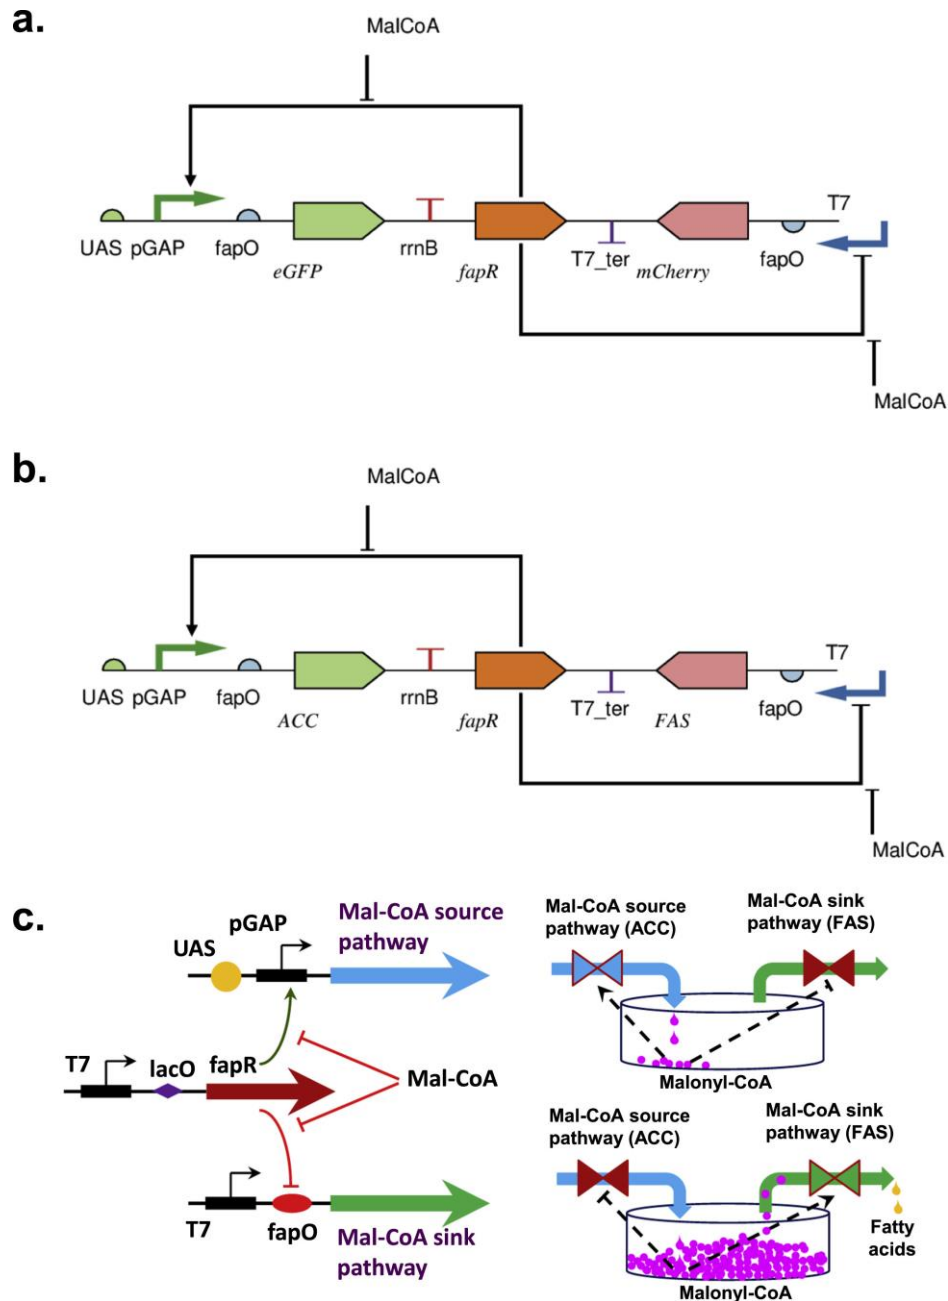 a.
MalCoA
T7
UAS pGAP
fapO
eGFP
rrnB
fapR
T7_ter
mCherry
fapO
MalCoA
b.
MalCoA
T7
UAS pGAP
fapO
ACC
rrnB
fapR
T7_ter
FAS
fapO
MalCoA
c.
pGAP
UAS
Mal-CoA source
pathway
T7
lacO
fapR
Mal-CoA
T7
fapO
Mal-CoA sink
pathway
Mal-CoA source
pathway (ACC)
Mal-CoA sink
pathway (FAS)
Malonyl-CoA
Mal-CoA source
pathway (ACC)
Mal-CoA sink
pathway (FAS)
Fatty
acids
Malonyl-CoA